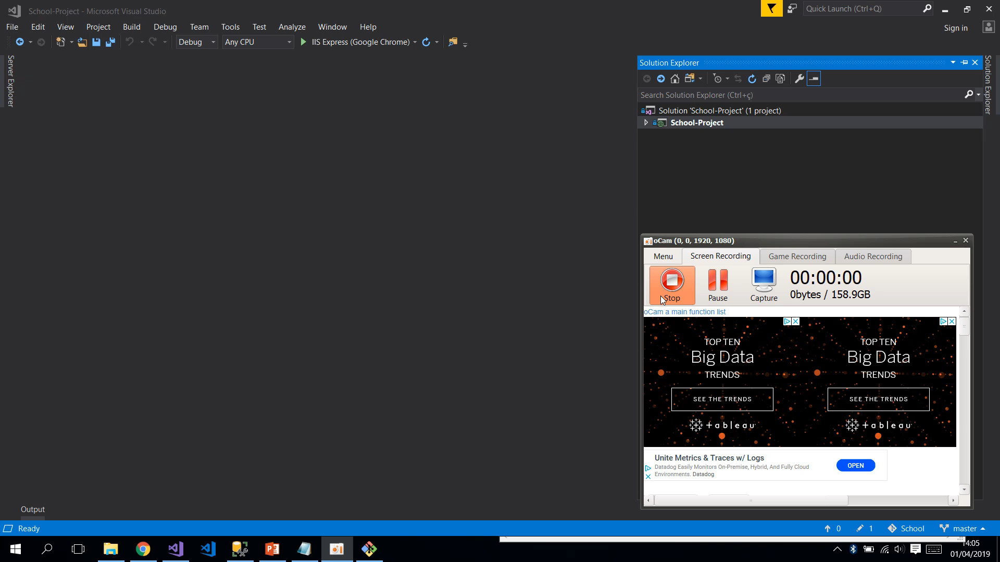 School-Project - Microsoft Visual Studio
Quick Launch (Ctrl+Q)
File Edit View Project Build Debug Team Tools Test Analyze Window Help
Sign in
Debug Any CPU IIS Express (Google Chrome)
Server Explorer
Solution Explorer
Solution Explorer
Search Solution Explorer (Ctrl+ç)
Solution 'School-Project' (1 project)
School-Project
oCam (0, 0, 1920, 1080)
Menu Screen Recording Game Recording Audio Recording
Stop Pause Capture
00:00:00
0bytes / 158.9GB
oCam a main function list
TOP TEN
Big Data
TRENDS
SEE THE TRENDS
+ableau
TOP TEN
Big Data
TRENDS
SEE THE TRENDS
+ableau
Unite Metrics & Traces w/ Logs
Datadog Easily Monitors On-Premise, Hybrid, And Fully Cloud
Environments. Datadog
OPEN
Output
Ready
0 1 School master
14:05
01/04/2019